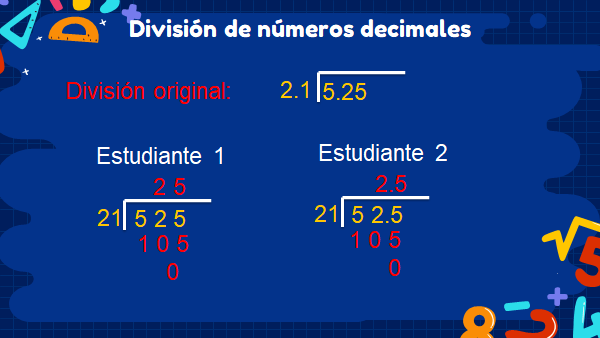 División de números decimales
División original: 2.1 5.25
Estudiante 1 Estudiante 2
2 5 2.5
21 5 2 5 21 5 2.5
1 0 5 1 0 5
0 0